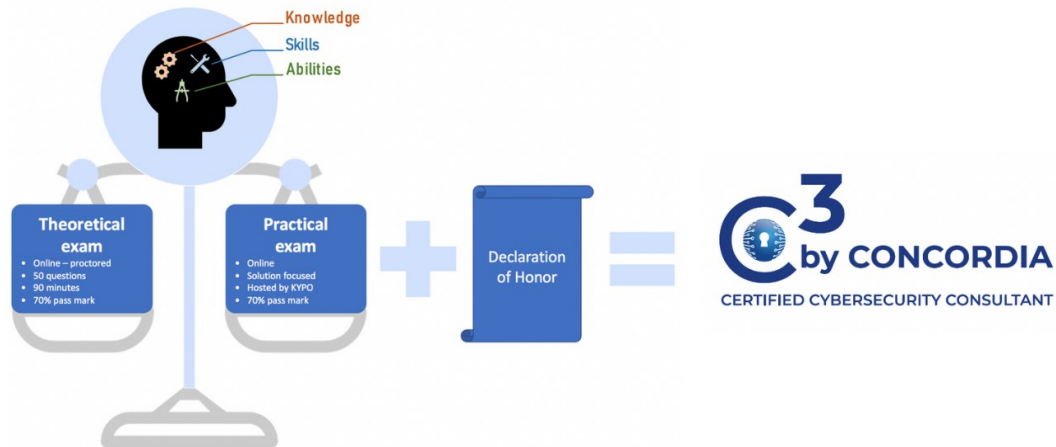 Knowledge
Skills
Abilities
Theoretical
exam
• Online – proctored
• 50 questions
• 90 minutes
• 70% pass mark
Practical
exam
• Online
• Solution focused
• Hosted by KYPO
• 70% pass mark
Declaration
of Honor
C3
by CONCORDIA
CERTIFIED CYBERSECURITY CONSULTANT